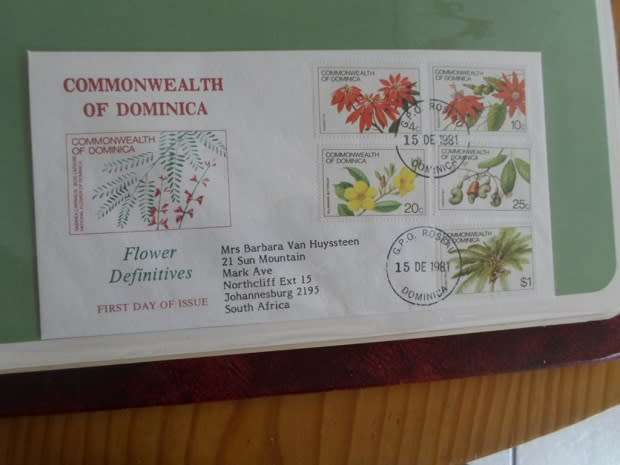 COMMONWEALTH
OF DOMINICA
COMMONWEALTH
OF DOMINICA
Flower
Definitives
FIRST DAY OF ISSUE
Mrs Barbara Van Huyssteen
21 Sun Mountain
Mark Ave
Northcliff Ext 15
Johannesburg 2195
South Africa
COMMONWEALTH
OF DOMINICA
4c
COMMONWEALTH
OF DOMINICA
10c
G.P.O. ROSEAU
15 DE 1981
DOMINICA
COMMONWEALTH
OF DOMINICA
20c
COMMONWEALTH
OF DOMINICA
25c
G.P.O. ROSEAU
15 DE 1981
DOMINICA
COMMONWEALTH
OF DOMINICA
$1